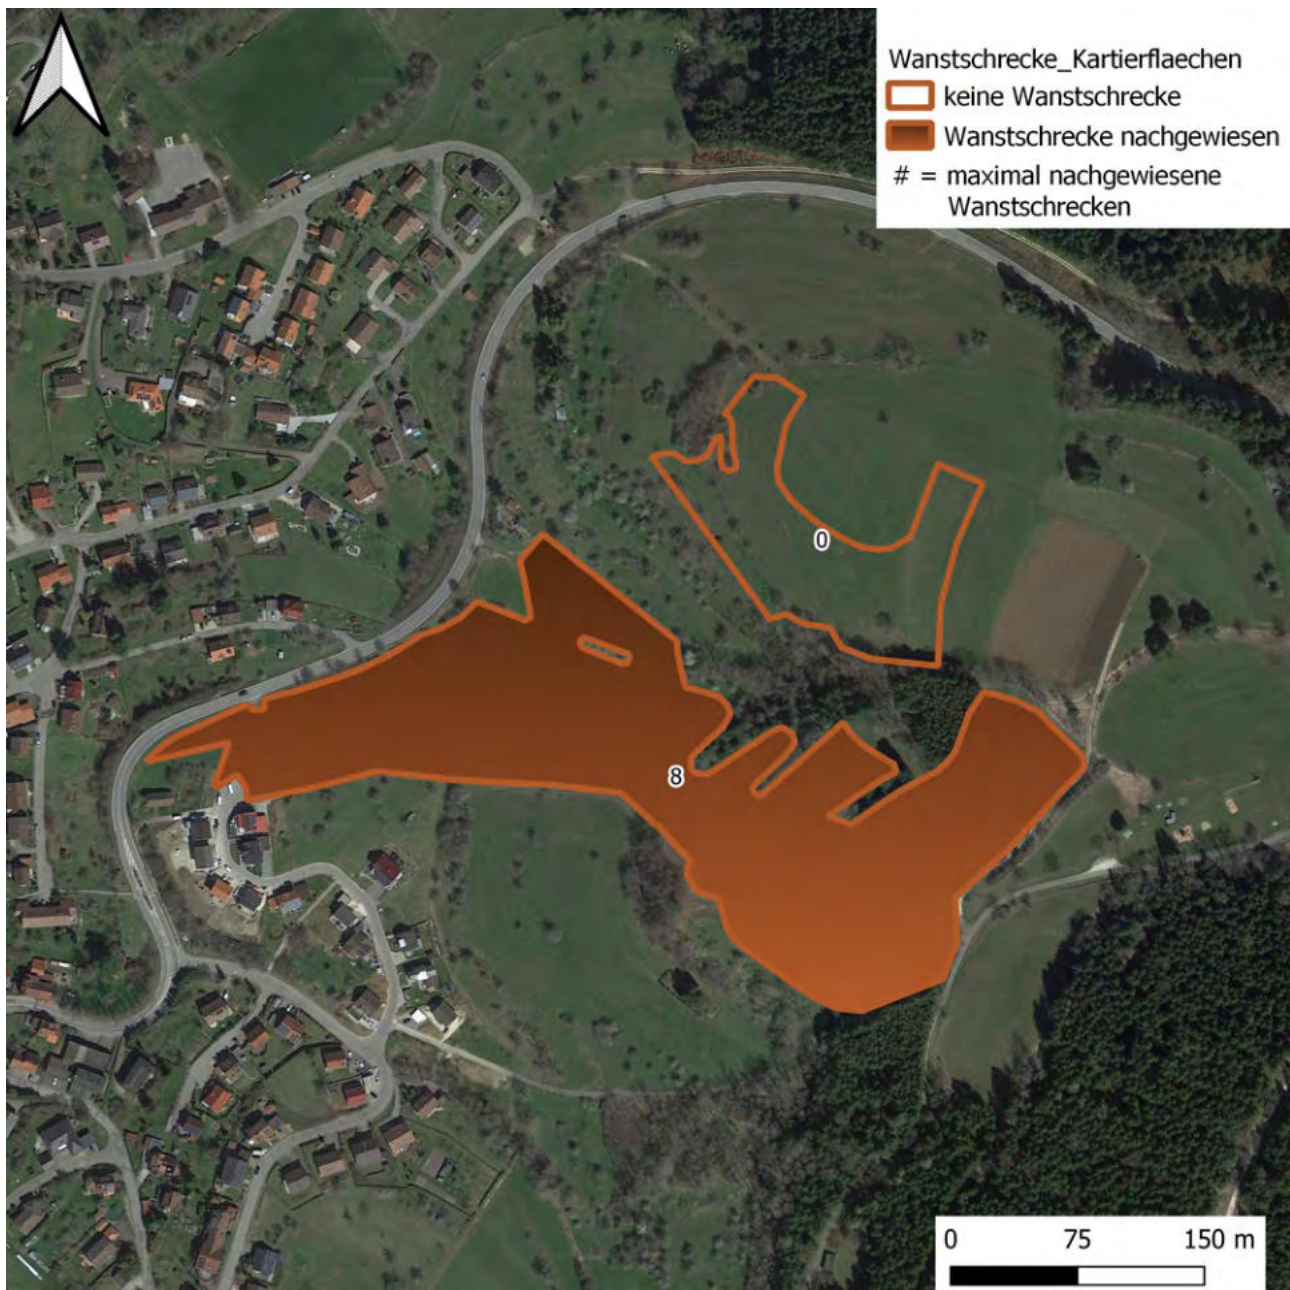 Wanstschrecke_Kartierflaechen
keine Wanstschrecke
Wanstschrecke nachgewiesen
# = maximal nachgewiesene
Wanstschrecken
0
8
0 75 150 m